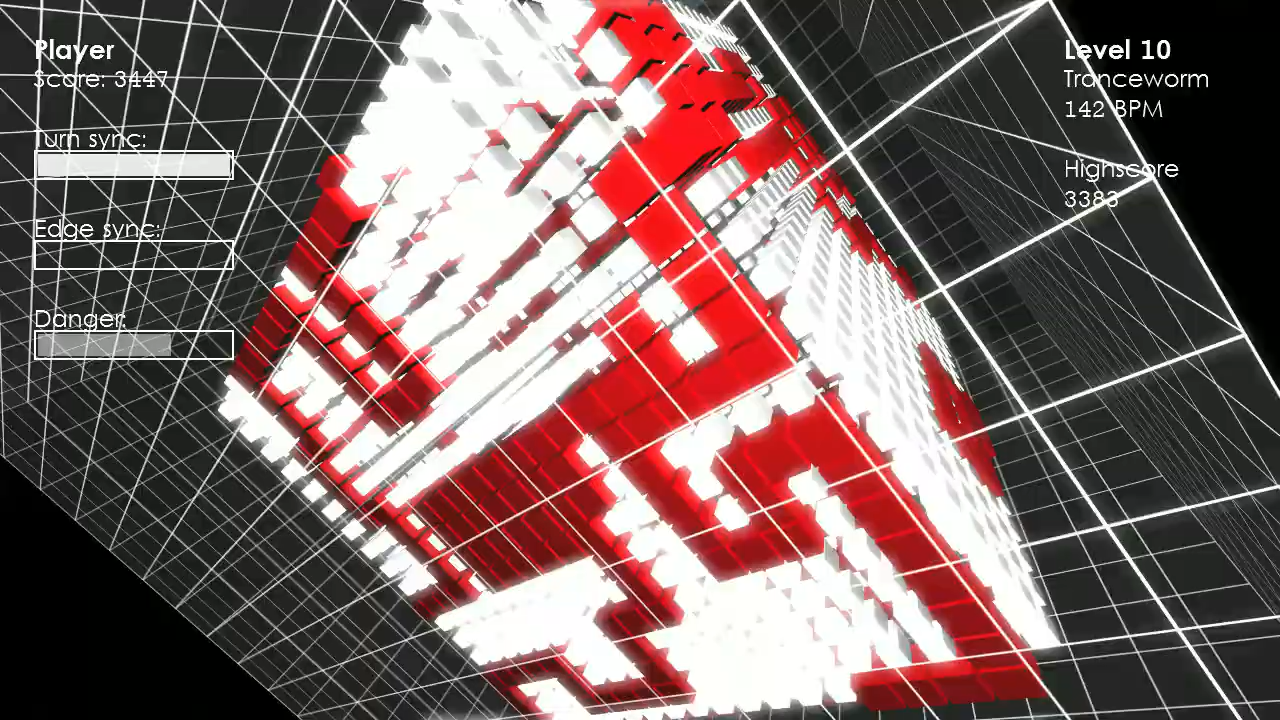 Player
Score: 3447
Turn sync:
Edge sync:
Danger:
Level 10
Tranceworm
142 BPM
Highscore
3383